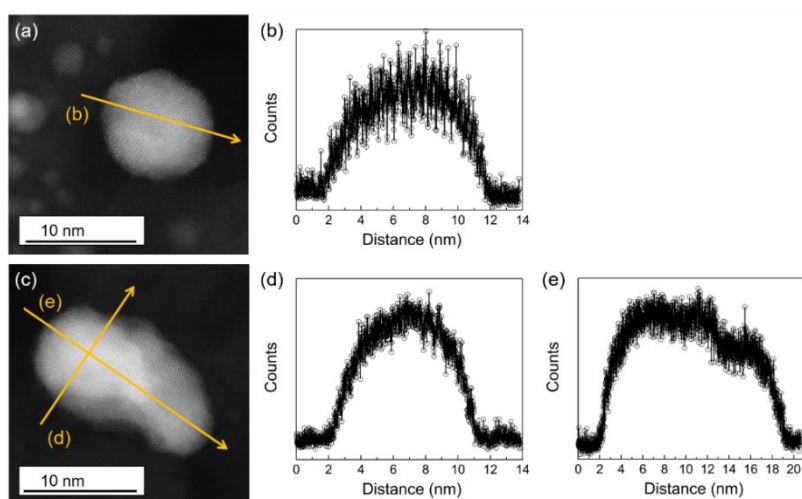 (a)
(b)
10 nm
(b)
Counts
0 2 4 6 8 10 12 14
Distance (nm)
(c)
(e)
(d)
10 nm
(d)
Counts
0 2 4 6 8 10 12 14
Distance (nm)
(e)
Counts
0 2 4 6 8 10 12 14 16 18 20
Distance (nm)